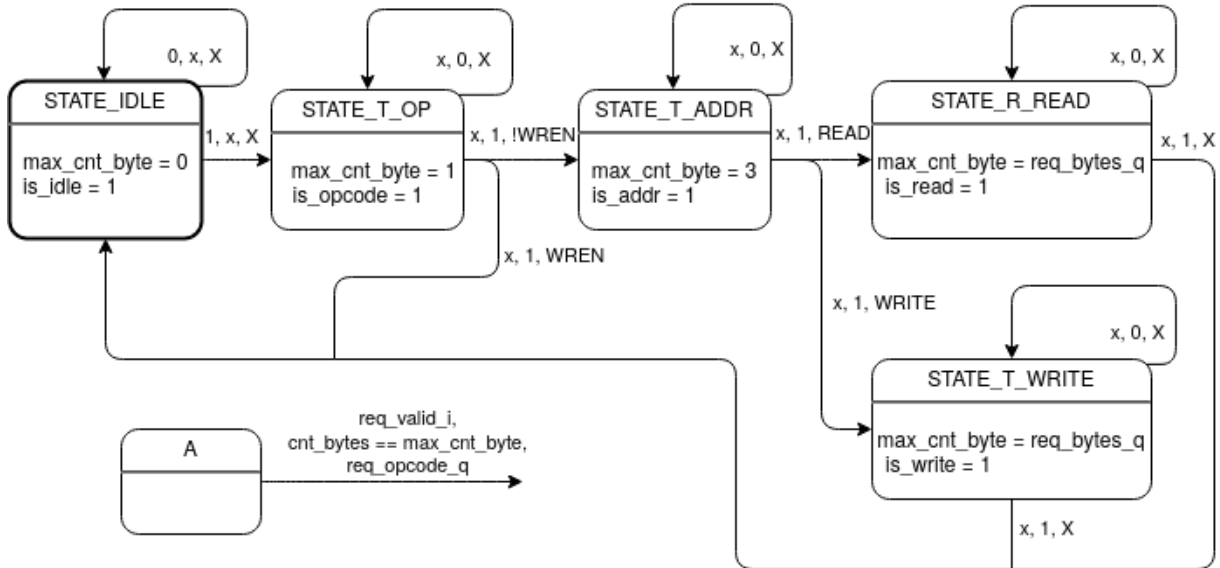 0, x, X
STATE_IDLE
max_cnt_byte = 0
is_idle = 1
1, x, X
x, 0, X
STATE_T_OP
max_cnt_byte = 1
is_opcode = 1
x, 1, !WREN
x, 1, WREN
x, 0, X
STATE_T_ADDR
max_cnt_byte = 3
is_addr = 1
x, 1, READ
x, 1, WRITE
x, 0, X
STATE_R_READ
max_cnt_byte = req_bytes_q
is_read = 1
x, 1, X
x, 0, X
STATE_T_WRITE
max_cnt_byte = req_bytes_q
is_write = 1
x, 1, X
A
req_valid_i,
cnt_bytes == max_cnt_byte,
req_opcode_q